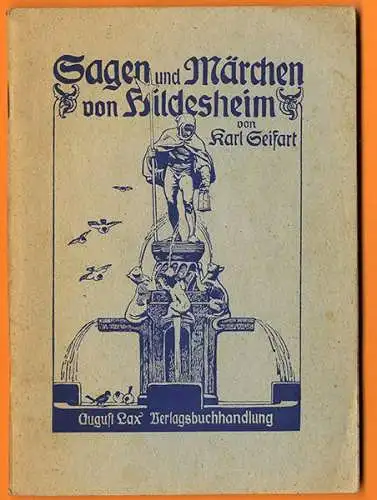 Sagen und Märchen
von Hildesheim
von
Karl Seifart
August Lax Verlagsbuchhandlung